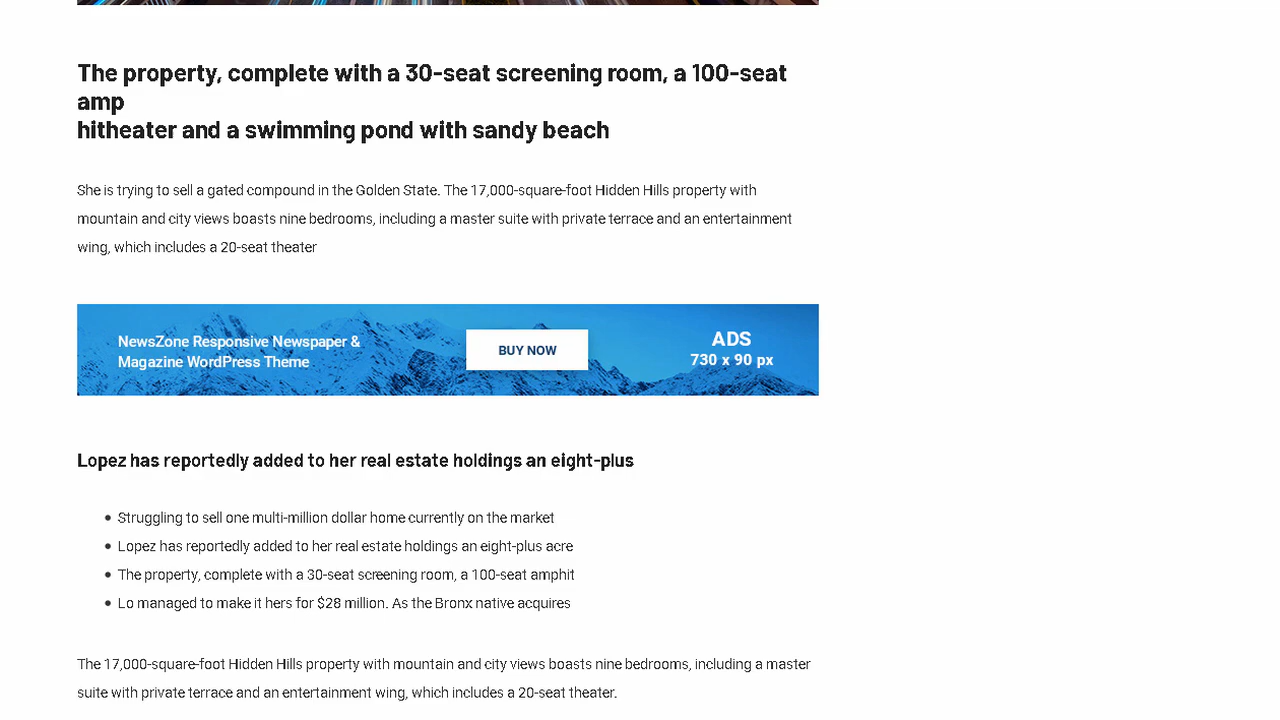 The property, complete with a 30-seat screening room, a 100-seat
amp
hitheater and a swimming pond with sandy beach
She is trying to sell a gated compound in the Golden State. The 17,000-square-foot Hidden Hills property with
mountain and city views boasts nine bedrooms, including a master suite with private terrace and an entertainment
wing, which includes a 20-seat theater
NewsZone Responsive Newspaper &
Magazine WordPress Theme
BUY NOW
ADS
730 x 90 px
Lopez has reportedly added to her real estate holdings an eight-plus
• Struggling to sell one multi-million dollar home currently on the market
• Lopez has reportedly added to her real estate holdings an eight-plus acre
• The property, complete with a 30-seat screening room, a 100-seat amphit
• Lo managed to make it hers for $28 million. As the Bronx native acquires
The 17,000-square-foot Hidden Hills property with mountain and city views boasts nine bedrooms, including a master
suite with private terrace and an entertainment wing, which includes a 20-seat theater.